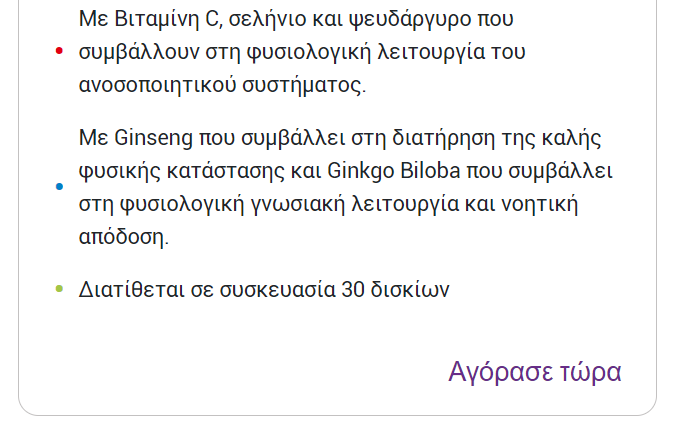 Με Βιταμίνη C, σελήνιο και ψευδάργυρο που
συμβάλλουν στη φυσιολογική λειτουργία του
ανοσοποιητικού συστήματος.
Με Ginseng που συμβάλλει στη διατήρηση της καλής
φυσικής κατάστασης και Ginkgo Biloba που συμβάλλει
στη φυσιολογική γνωσιακή λειτουργία και νοητική
απόδοση.
Διατίθεται σε συσκευασία 30 δισκίων
Αγόρασε τώρα